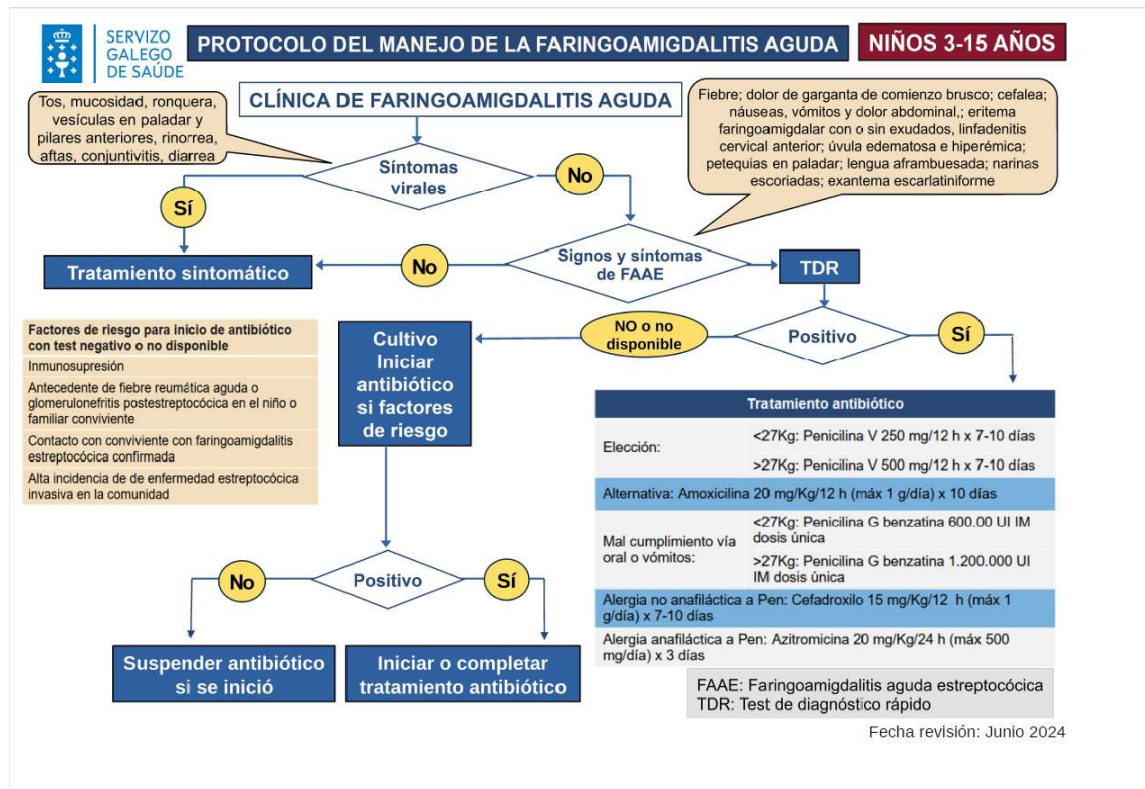 SERVIZO
GALEGO
DE SAÚDE
PROTOCOLO DEL MANEJO DE LA FARINGOAMIGDALITIS AGUDA
NIÑOS 3-15 AÑOS
CLÍNICA DE FARINGOAMIGDALITIS AGUDA
Tos, mucosidad, ronquera,
vesículas en paladar y
pilares anteriores, rinorrea,
aftas, conjuntivitis, diarrea
Fiebre; dolor de garganta de comienzo brusco; cefalea;
náuseas, vómitos y dolor abdominal,; eritema
faringoamigdalar con o sin exudados, linfadenitis
cervical anterior; úvula edematosa e hiperémica;
petequias en paladar; lengua aframbuesada; narinas
escoriadas; exantema escarlatiniforme
Síntomas
virales
No
Sí
Tratamiento sintomático
No
Signos y síntomas
de FAAE
TDR
Factores de riesgo para inicio de antibiótico
con test negativo o no disponible
Inmunosupresión
Antecedente de fiebre reumática aguda o
glomerulonefritis postestreptocócica en el niño o
familiar conviviente
Contacto con conviviente con faringoamigdalitis
estreptocócica confirmada
Alta incidencia de de enfermedad estreptocócica
invasiva en la comunidad
Cultivo
Iniciar
antibiótico
si factores
de riesgo
NO o no
disponible
Positivo
Sí
Tratamiento antibiótico
Elección:
<27Kg: Penicilina V 250 mg/12 h x 7-10 días
>27Kg: Penicilina V 500 mg/12 h x 7-10 días
Alternativa: Amoxicilina 20 mg/Kg/12 h (máx 1 g/día) x 10 días
Mal cumplimiento vía
oral o vómitos:
<27Kg: Penicilina G benzatina 600.00 UI IM
dosis única
>27Kg: Penicilina G benzatina 1.200.000 UI
IM dosis única
Alergia no anafiláctica a Pen: Cefadroxilo 15 mg/Kg/12 h (máx 1
g/día) x 7-10 días
Alergia anafiláctica a Pen: Azitromicina 20 mg/Kg/24 h (máx 500
mg/día) x 3 días
No
Positivo
Sí
Suspender antibiótico
si se inició
Iniciar o completar
tratamiento antibiótico
FAAE: Faringoamigdalitis aguda estreptocócica
TDR: Test de diagnóstico rápido
Fecha revisión: Junio 2024